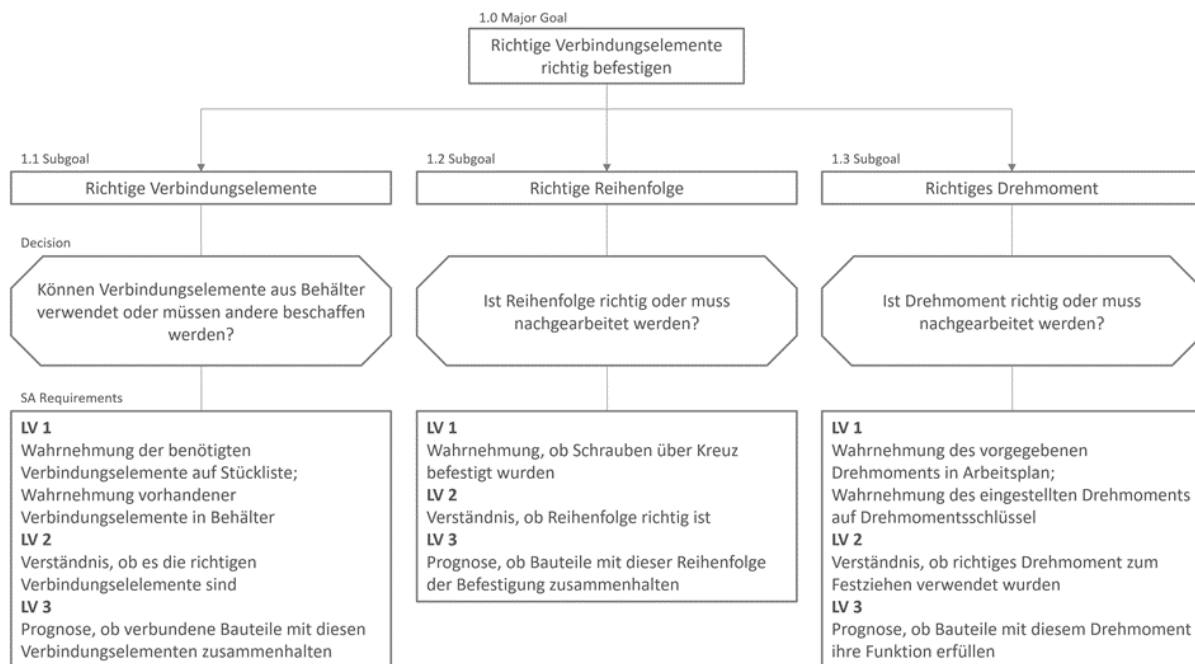 1.0 Major Goal
Richtige Verbindungselemente
richtig befestigen
1.1 Subgoal
Richtige Verbindungselemente
Decision
Können Verbindungselemente aus Behälter
verwendet oder müssen andere beschaffen
werden?
SA Requirements
LV 1
Wahrnehmung der benötigten
Verbindungselemente auf Stückliste;
Wahrnehmung vorhandener
Verbindungselemente in Behälter
LV 2
Verständnis, ob es die richtigen
Verbindungselelemente sind
LV 3
Prognose, ob verbundene Bauteile mit diesen
Verbindungselementen zusammenhalten
1.2 Subgoal
Richtige Reihenfolge
Ist Reihenfolge richtig oder muss
nachgearbeitet werden?
LV 1
Wahrnehmung, ob Schrauben über Kreuz
befestigt wurden
LV 2
Verständnis, ob Reihenfolge richtig ist
LV 3
Prognose, ob Bauteile mit dieser Reihenfolge
der Befestigung zusammenhalten
1.3 Subgoal
Richtiges Drehmoment
Ist Drehmoment richtig oder muss
nachgearbeitet werden?
LV 1
Wahrnehmung des vorgegebenen
Drehmoments in Arbeitsplan;
Wahrnehmung des eingestellten Drehmoments
auf Drehmomentsschlüssel
LV 2
Verständnis, ob richtiges Drehmoment zum
Festziehen verwendet wurden
LV 3
Prognose, ob Bauteile mit diesem Drehmoment
ihre Funktion erfüllen